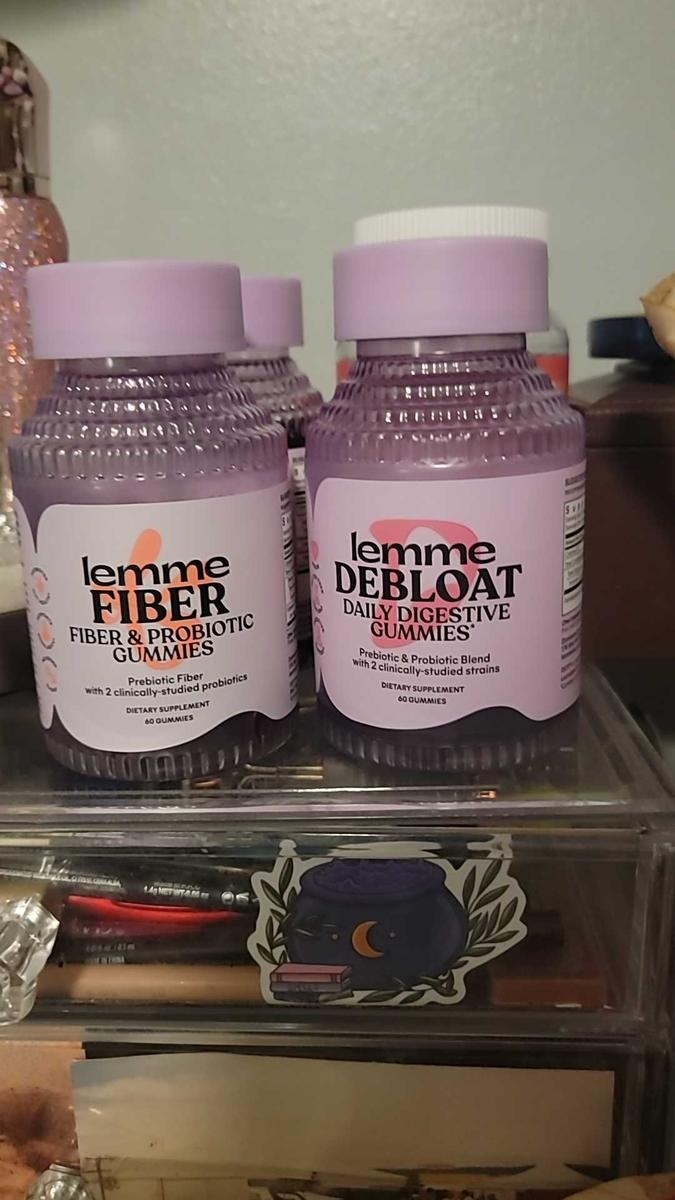 lemme
FIBER
FIBER & PROBIOTIC
GUMMIES
Prebiotic Fiber
with 2 clinically-studied probiotics
DIETARY SUPPLEMENT
60 GUMMIES
lemme
DEBLOAT
DAILY DIGESTIVE
GUMMIES*
Prebiotic & Probiotic Blend
with 2 clinically-studied strains
DIETARY SUPPLEMENT
60 GUMMIES